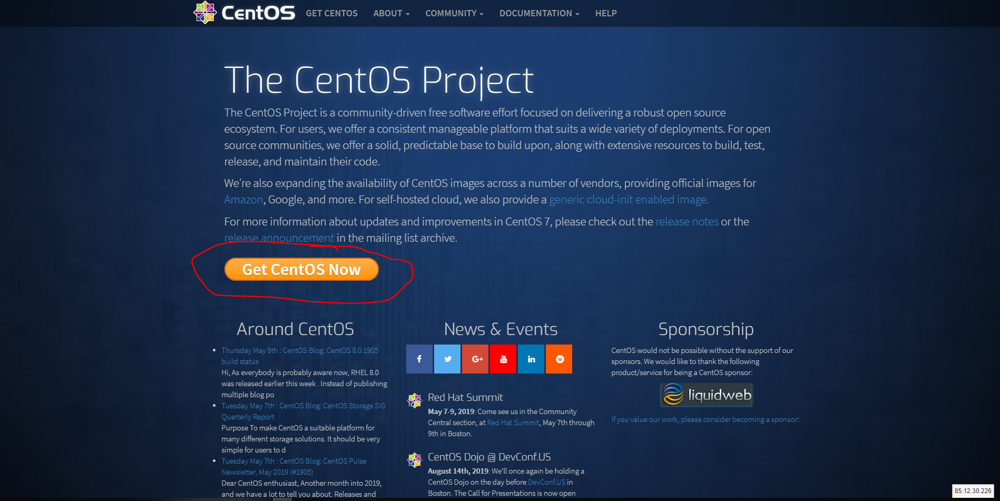 CentOS GET CENTOS ABOUT COMMUNITY DOCUMENTATION HELP
The CentOS Project
The CentOS Project is a community-driven free software effort focused on delivering a robust open source
ecosystem. For users, we offer a consistent manageable platform that suits a wide variety of deployments. For open
source communities, we offer a solid, predictable base to build upon, along with extensive resources to build, test,
release, and maintain their code.
We’re also expanding the availability of CentOS images across a number of vendors, providing official images for
Amazon, Google, and more. For self-hosted cloud, we also provide a generic cloud-init enabled image.
For more information about updates and improvements in CentOS 7, please check out the release notes or the
release announcement in the mailing list archive.
Get CentOS Now
Around CentOS
Thursday May 9th : CentOS Blog: CentOS 8.0.1905
build status
Hi, As everybody is probably aware now, RHEL 8.0
was released earlier this week . Instead of publishing
multiple blog po
Tuesday May 7th : CentOS Blog: CentOS Storage SIG
Quarterly Report
Purpose To make CentOS a suitable platform for
many different storage solutions. It should be very
simple for users to d
Tuesday May 7th : CentOS Blog: CentOS Pulse
Newsletter, May 2019 (#1905)
Dear CentOS enthusiast, Another month into 2019,
and we have a lot to tell you about. Releases and
News & Events
f G+ You Tube in
Red Hat Summit
May 7-9, 2019: Come see us in the Community
Central section, at Red Hat Summit, May 7th through
9th in Boston.
CentOS Dojo @ DevConf.US
August 14th, 2019: We’ll once again be holding a
CentOS Dojo on the day before DevConf.US in
Boston. The Call for Presentations is now open
Sponsorship
CentOS would not be possible without the support of our
sponsors. We would like to thank the following
product/service for being a CentOS sponsor:
liquidweb
If you value our work, please consider becoming a sponsor!
85.12.30.226